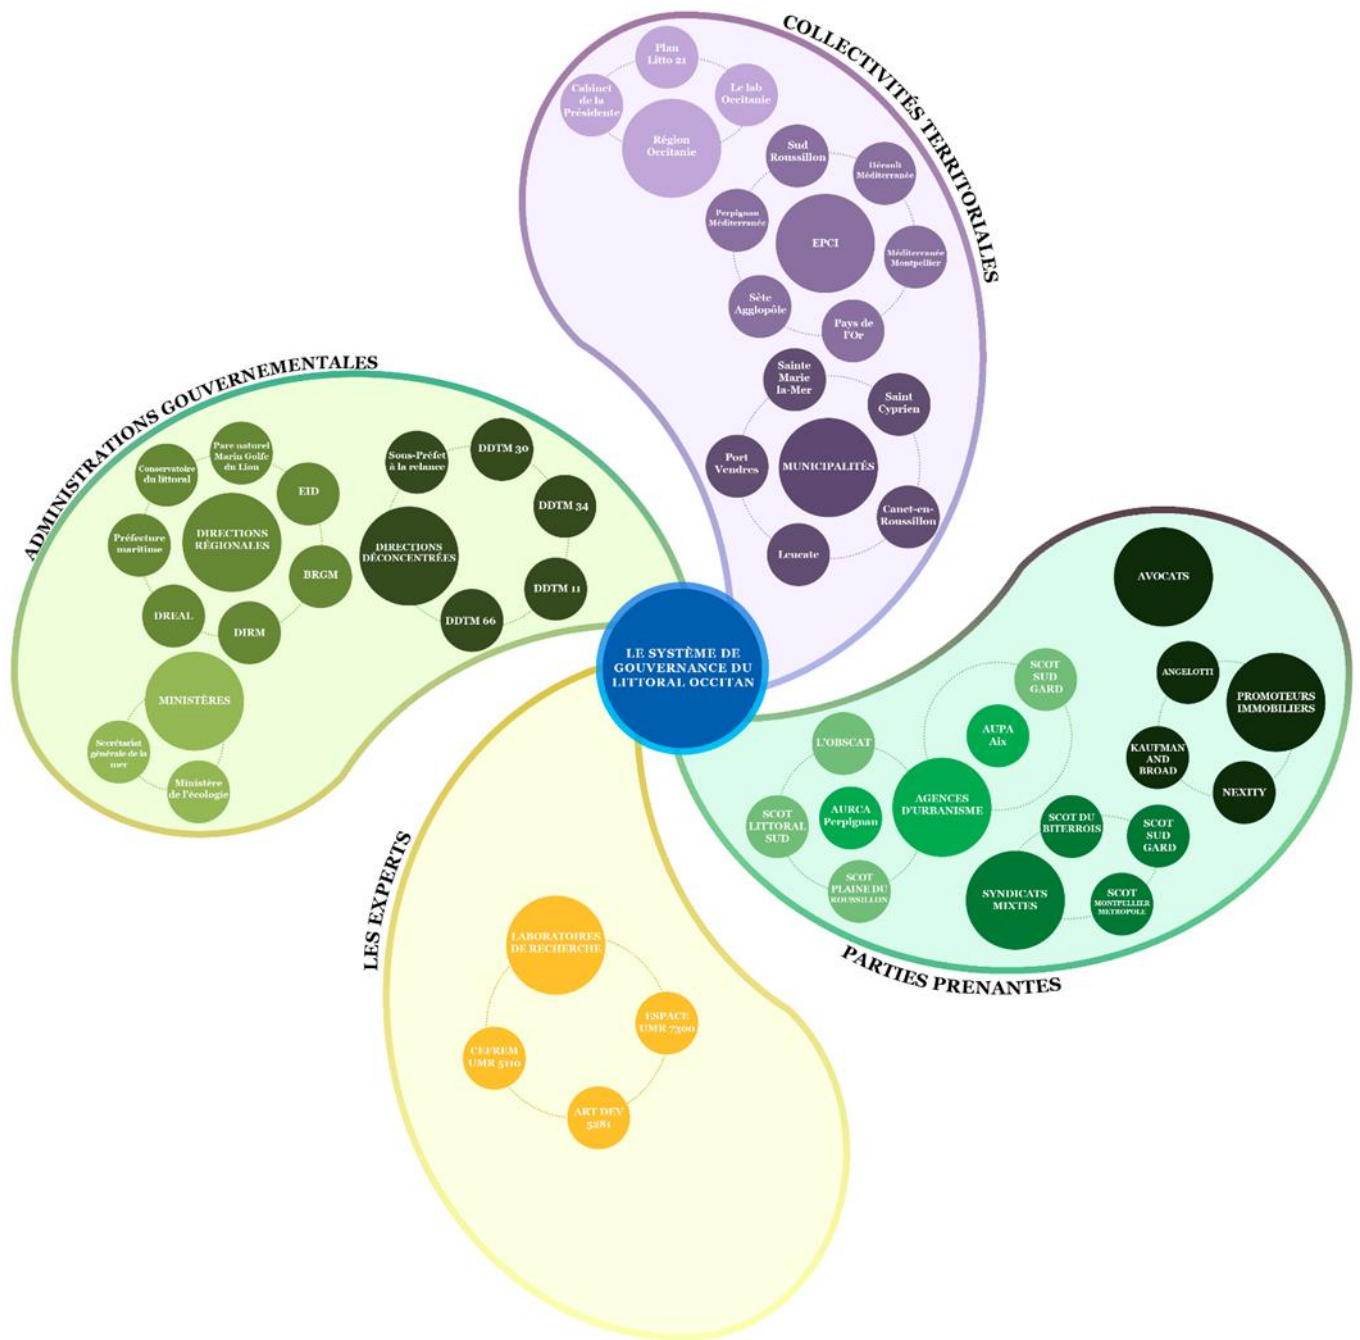 COLLECTIVITÉS TERRITORIALES
Plan
Litto 21
Cabinet
de la
Présidente
Le lab
Occitanie
Région
Occitanie
Sud
Roussillon
Hérault
Méditerranée
Perpignan
Méditerranée
EPCI
Méditerranée
Montpellier
Sète
Agglopôle
Pays de
l'Or
Sainte
Marie
la-Mer
Saint
Cyprien
Port
Vendres
MUNICIPALITÉS
Canet-en-
Roussillon
Leucate
ADMINISTRATIONS GOUVERNEMENTALES
Parc naturel
Marin Golfe
du Lion
Conservatoire
du littoral
EID
Préfecture
maritime
DIRECTIONS
RÉGIONALES
BRGM
DREAL
DIRM
Sous-Préfet
à la relance
DDTM 30
DDTM 34
DIRECTIONS
DÉCONCENTRÉES
DDTM 11
DDTM 66
MINISTÈRES
Secrétariat
générale de la
mer
Ministère
de l'écologie
LE SYSTÈME DE
GOUVERNANCE DU
LITTORAL OCCITAN
AVOCATS
ANGELOTTI
PROMOTEURS
IMMOBILIERS
KAUFMAN
AND
BROAD
NEXITY
SCOT
SUD
GARD
AUPA
Aix
L'OBSCAT
AGENCES
D'URBANISME
SCOT
LITTORAL
SUD
AURCA
Perpignan
SCOT
PLAINE DU
ROUSSILLON
SCOT DU
BITERROIS
SCOT
SUD
GARD
SYNDICATS
MIXTES
SCOT
MONTPELLIER
METROPOLE
PARTIES PRENANTES
LES EXPERTS
LABORATOIRES
DE RECHERCHE
ESPACE
UMR 7300
CEFREM
UMR 5110
ART DEV
5281